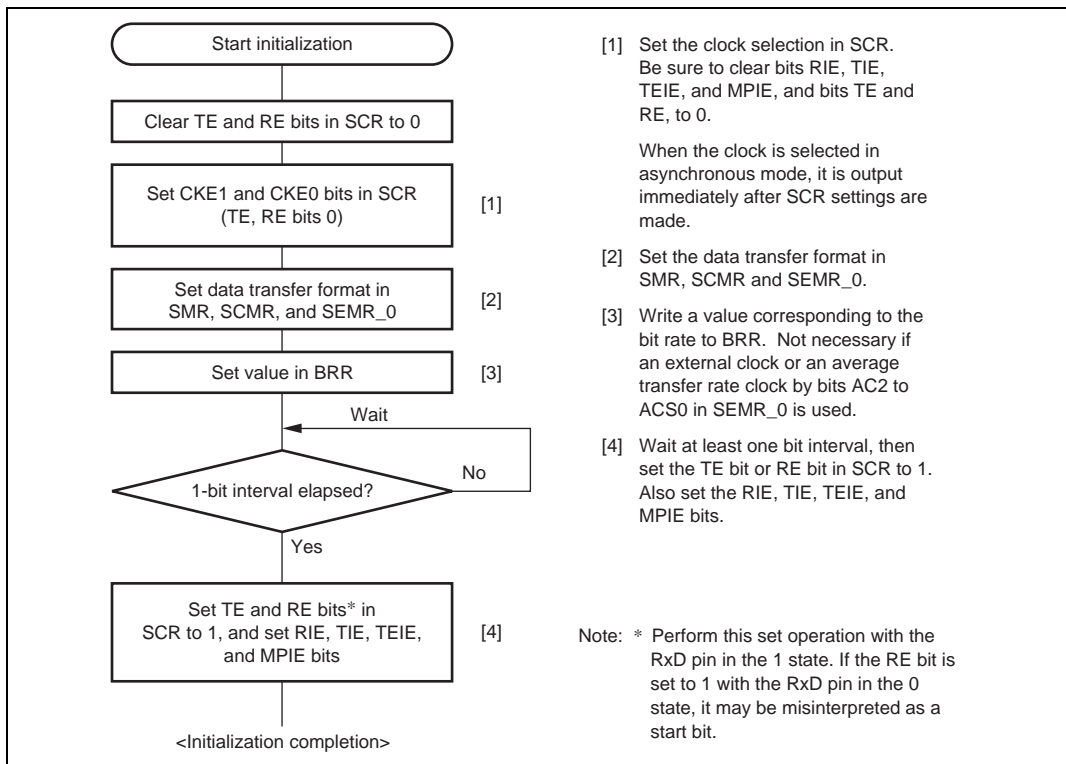 Start initialization
Clear TE and RE bits in SCR to 0
Set CKE1 and CKE0 bits in SCR
(TE, RE bits 0)
[1]
Set data transfer format in
SMR, SCMR, and SEMR_0
[2]
Set value in BRR
[3]
Wait
1-bit interval elapsed?
No
Yes
Set TE and RE bits* in
SCR to 1, and set RIE, TIE, TEIE,
and MPIE bits
[4]
<Initialization completion>
[1] Set the clock selection in SCR.
Be sure to clear bits RIE, TIE,
TEIE, and MPIE, and bits TE and
RE, to 0.
When the clock is selected in
asynchronous mode, it is output
immediately after SCR settings are
made.
[2] Set the data transfer format in
SMR, SCMR and SEMR_0.
[3] Write a value corresponding to the
bit rate to BRR. Not necessary if
an external clock or an average
transfer rate clock by bits AC2 to
ACS0 in SEMR_0 is used.
[4] Wait at least one bit interval, then
set the TE bit or RE bit in SCR to 1.
Also set the RIE, TIE, TEIE, and
MPIE bits.
Note: * Perform this set operation with the
RxD pin in the 1 state. If the RE bit is
set to 1 with the RxD pin in the 0
state, it may be misinterpreted as a
start bit.